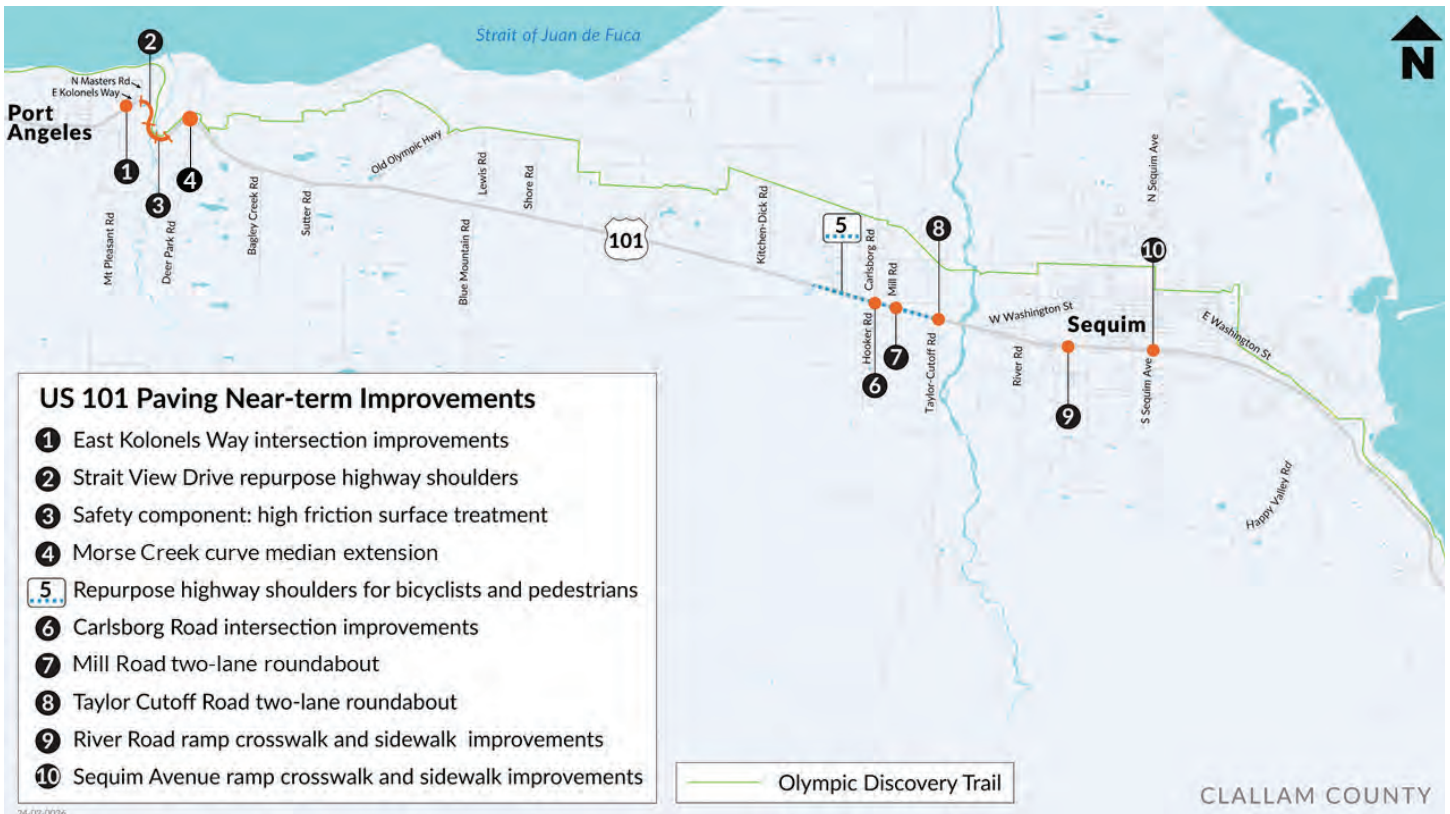 Strait of Juan de Fuca
N
2
N Masters Rd
E Kolonels Way
Port
Angeles
1
3
4
Mt Pleasant Rd
Deer Park Rd
Bagley Creek Rd
Sutter Rd
Old Olympic Hwy
Blue Mountain Rd
Lewis Rd
Shore Rd
101
Kitchen-Dick Rd
5
Carlsborg Rd
Hooker Rd
6
Mill Rd
7
8
Taylor-Cutoff Rd
W Washington St
Sequim
River Rd
9
N Sequim Ave
10
S Sequim Ave
E Washington St
Happy Valley Rd
US 101 Paving Near-term Improvements
1 East Kolonels Way intersection improvements
2 Strait View Drive repurpose highway shoulders
3 Safety component: high friction surface treatment
4 Morse Creek curve median extension
5 Repurpose highway shoulders for bicyclists and pedestrians
6 Carlsborg Road intersection improvements
7 Mill Road two-lane roundabout
8 Taylor Cutoff Road two-lane roundabout
9 River Road ramp crosswalk and sidewalk improvements
10 Sequim Avenue ramp crosswalk and sidewalk improvements
Olympic Discovery Trail
CLALLAM COUNTY